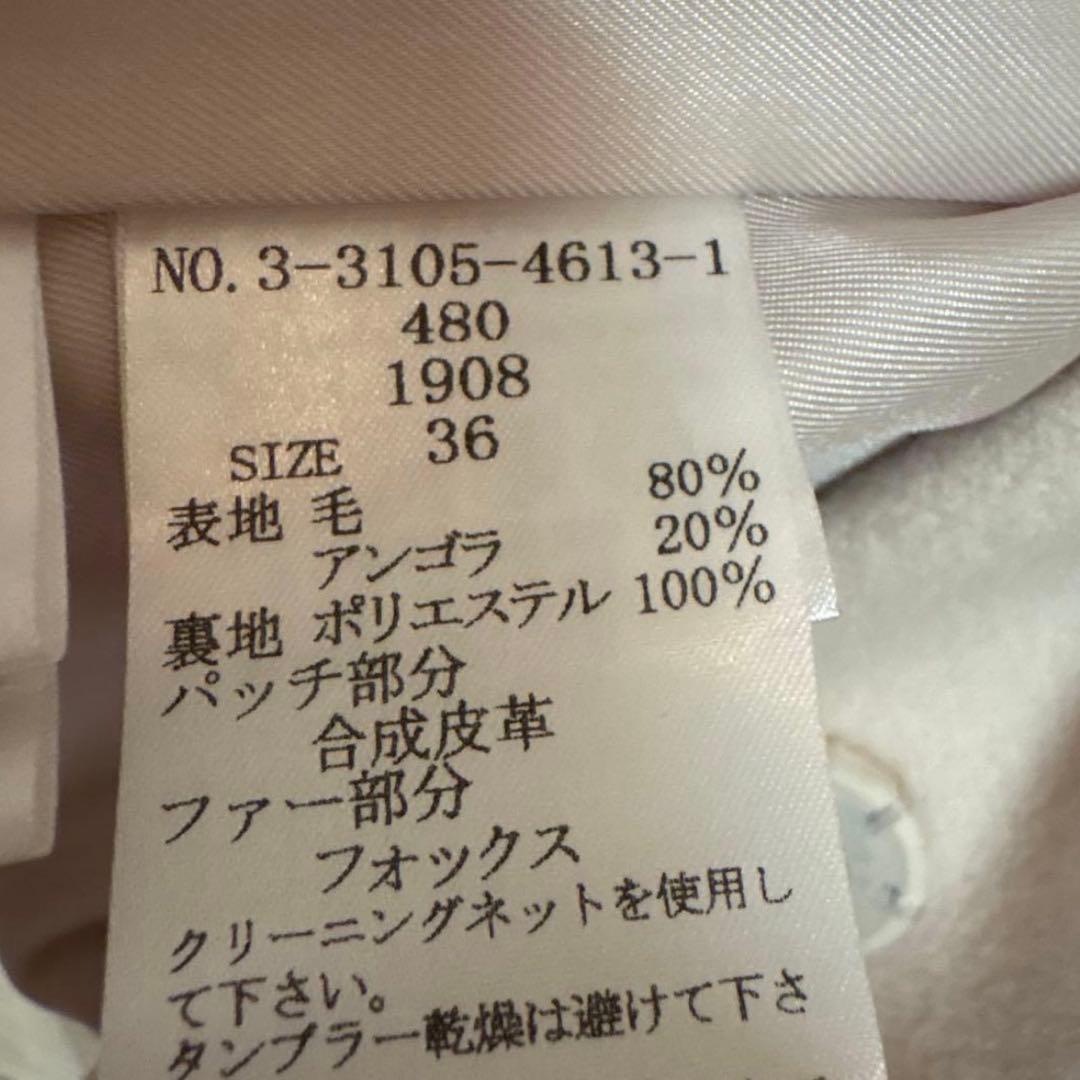 NO. 3-3105-4613-1
480
1908
SIZE 36
表地 毛 80%
アンゴラ 20%
裏地 ポリエステル 100%
パッチ部分
合成皮革
ファー部分
フォックス
クリーニングネットを使用し
て下さい。
タンブラー乾燥は避けて下さ